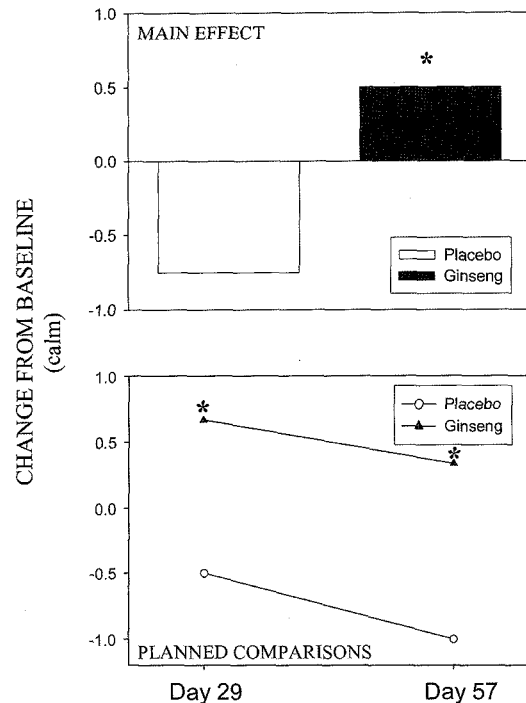 CHANGE FROM BASELINE
(calm)
1.0
0.5
0.0
-0.5
-1.0
MAIN EFFECT
*
Placebo
Ginseng
1.0
0.5
0.0
-0.5
-1.0
*
*
Placebo
Ginseng
PLANNED COMPARISONS
Day 29
Day 57